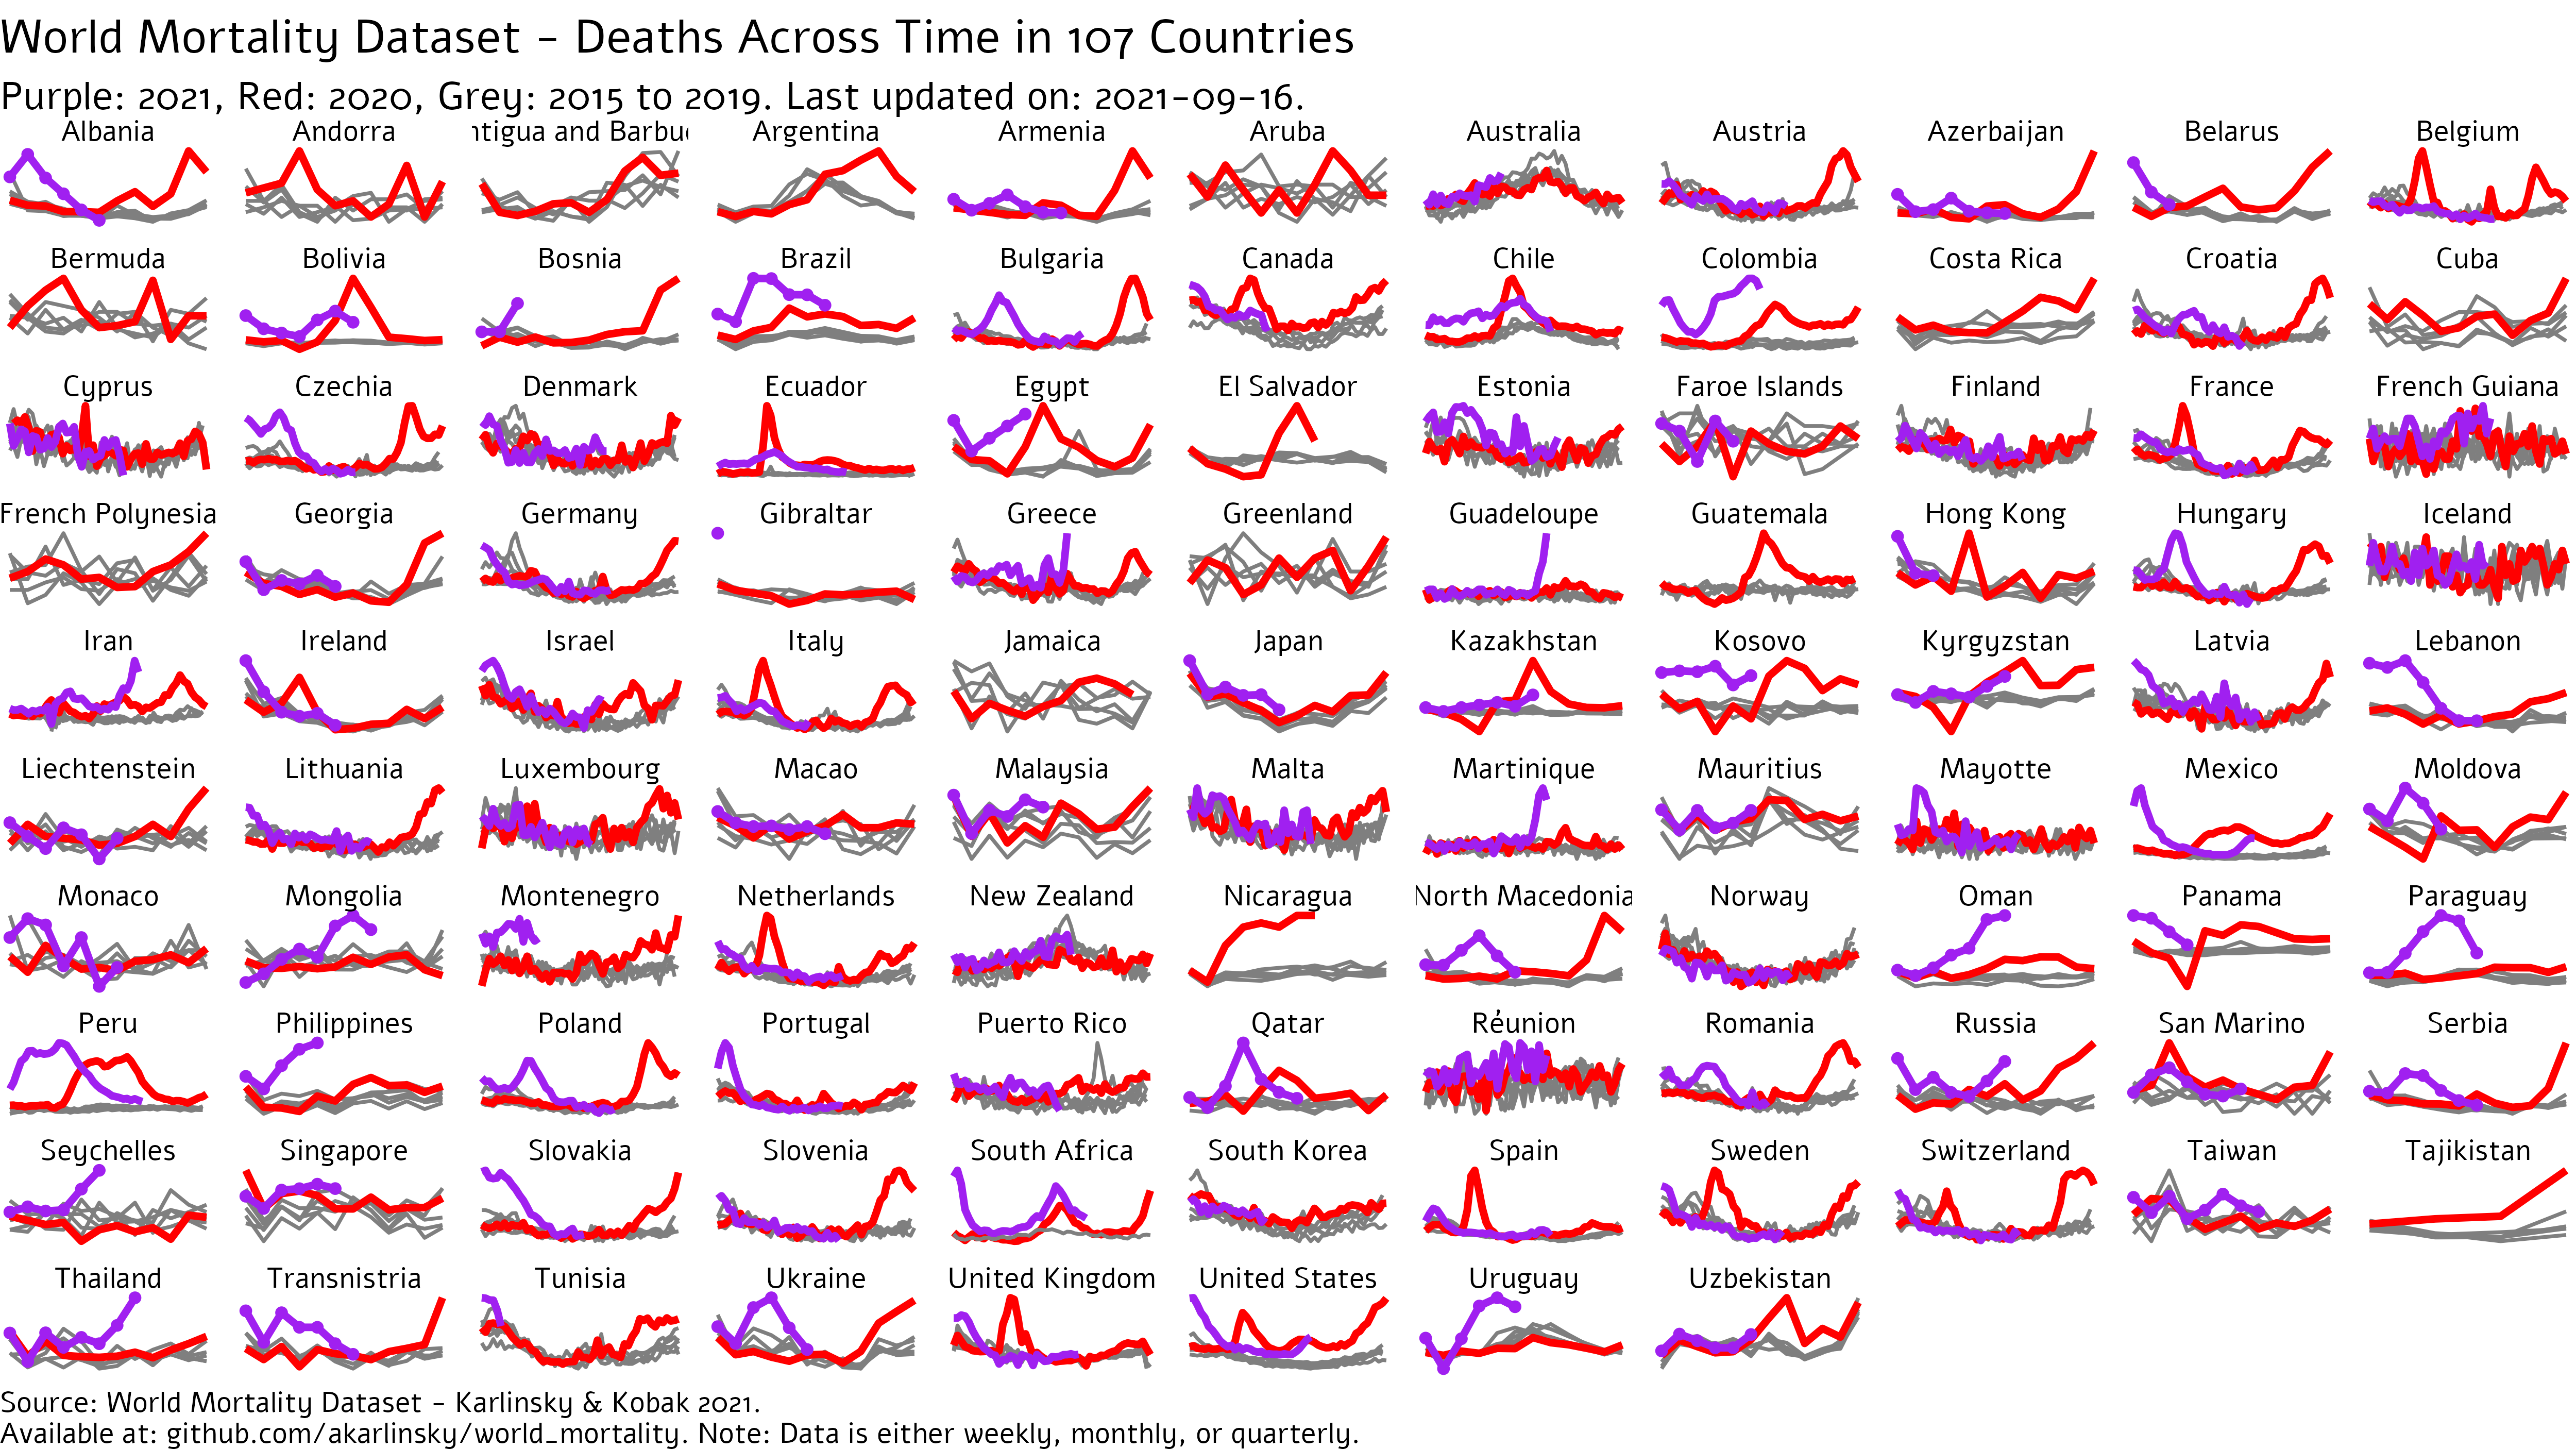 World Mortality Dataset - Deaths Across Time in 107 Countries
Purple: 2021, Red: 2020, Grey: 2015 to 2019. Last updated on: 2021-09-16.
Albania Andorra ntigua and Barbu Argentina Armenia Aruba Australia Austria Azerbaijan Belarus Belgium
Bermuda Bolivia Bosnia Brazil Bulgaria Canada Chile Colombia Costa Rica Croatia Cuba
Cyprus Czechia Denmark Ecuador Egypt El Salvador Estonia Faroe Islands Finland France French Guiana
French Polynesia Georgia Germany Gibraltar Greece Greenland Guadeloupe Guatemala Hong Kong Hungary Iceland
Iran Ireland Israel Italy Jamaica Japan Kazakhstan Kosovo Kyrgyzstan Latvia Lebanon
Liechtenstein Lithuania Luxembourg Macao Malaysia Malta Martinique Mauritius Mayotte Mexico Moldova
Monaco Mongolia Montenegro Netherlands New Zealand Nicaragua North Macedonia Norway Oman Panama Paraguay
Peru Philippines Poland Portugal Puerto Rico Qatar Réunion Romania Russia San Marino Serbia
Seychelles Singapore Slovakia Slovenia South Africa South Korea Spain Sweden Switzerland Taiwan Tajikistan
Thailand Transnistria Tunisia Ukraine United Kingdom United States Uruguay Uzbekistan
Source: World Mortality Dataset - Karlinsky & Kobak 2021.
Available at: github.com/akarlinsky/world_mortality. Note: Data is either weekly, monthly, or quarterly.